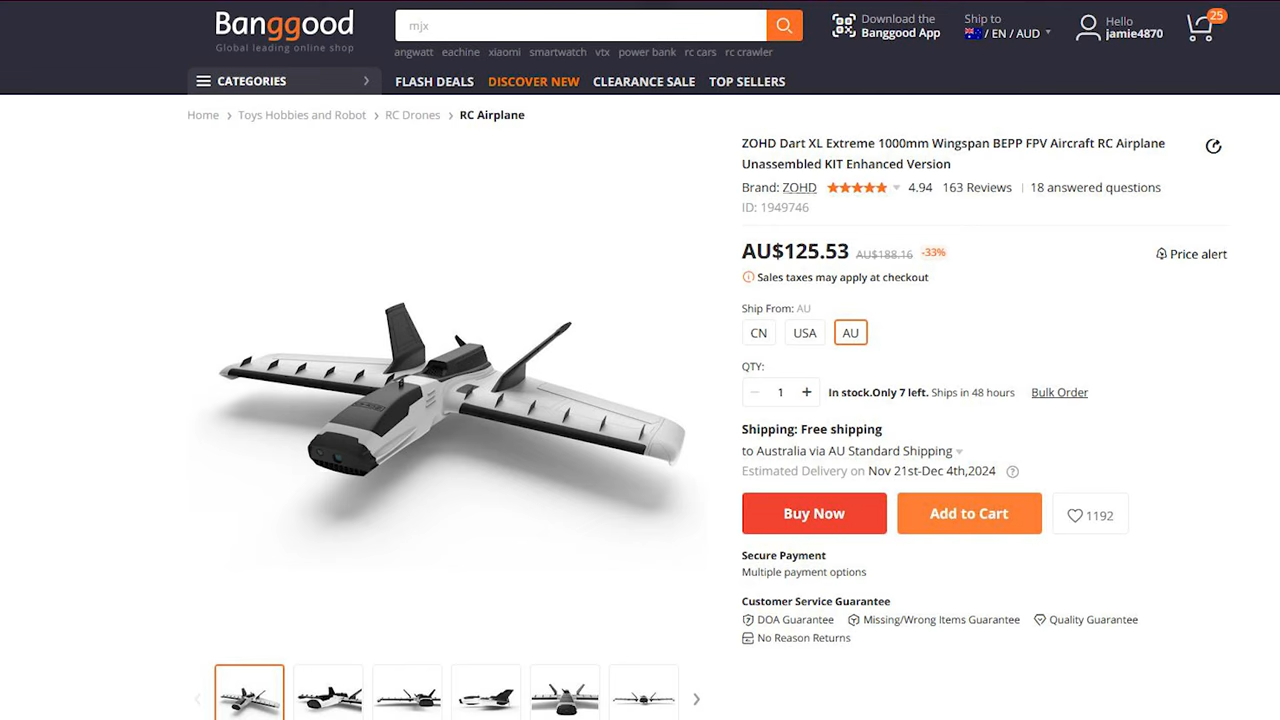 Banggood
Global leading online shop
mjx
angwatt eachine xiaomi smartwatch vtx power bank rc cars rc crawler
Download the
Banggood App
Ship to
/ EN / AUD
Hello
jamie4870
25
CATEGORIES
FLASH DEALS DISCOVER NEW CLEARANCE SALE TOP SELLERS
Home > Toys Hobbies and Robot > RC Drones > RC Airplane
ZOHD Dart XL Extreme 1000mm Wingspan BEPP FPV Aircraft RC Airplane
Unassembled KIT Enhanced Version
Brand: ZOHD 4.94 163 Reviews | 18 answered questions
ID: 1949746
AU$125.53 AU$188.16 -33%
Price alert
Sales taxes may apply at checkout
Ship From: AU
CN USA AU
QTY:
− 1 + In stock.Only 7 left. Ships in 48 hours Bulk Order
Shipping: Free shipping
to Australia via AU Standard Shipping
Estimated Delivery on Nov 21st-Dec 4th,2024
Buy Now Add to Cart 1192
Secure Payment
Multiple payment options
Customer Service Guarantee
DOA Guarantee Missing/Wrong Items Guarantee Quality Guarantee
No Reason Returns